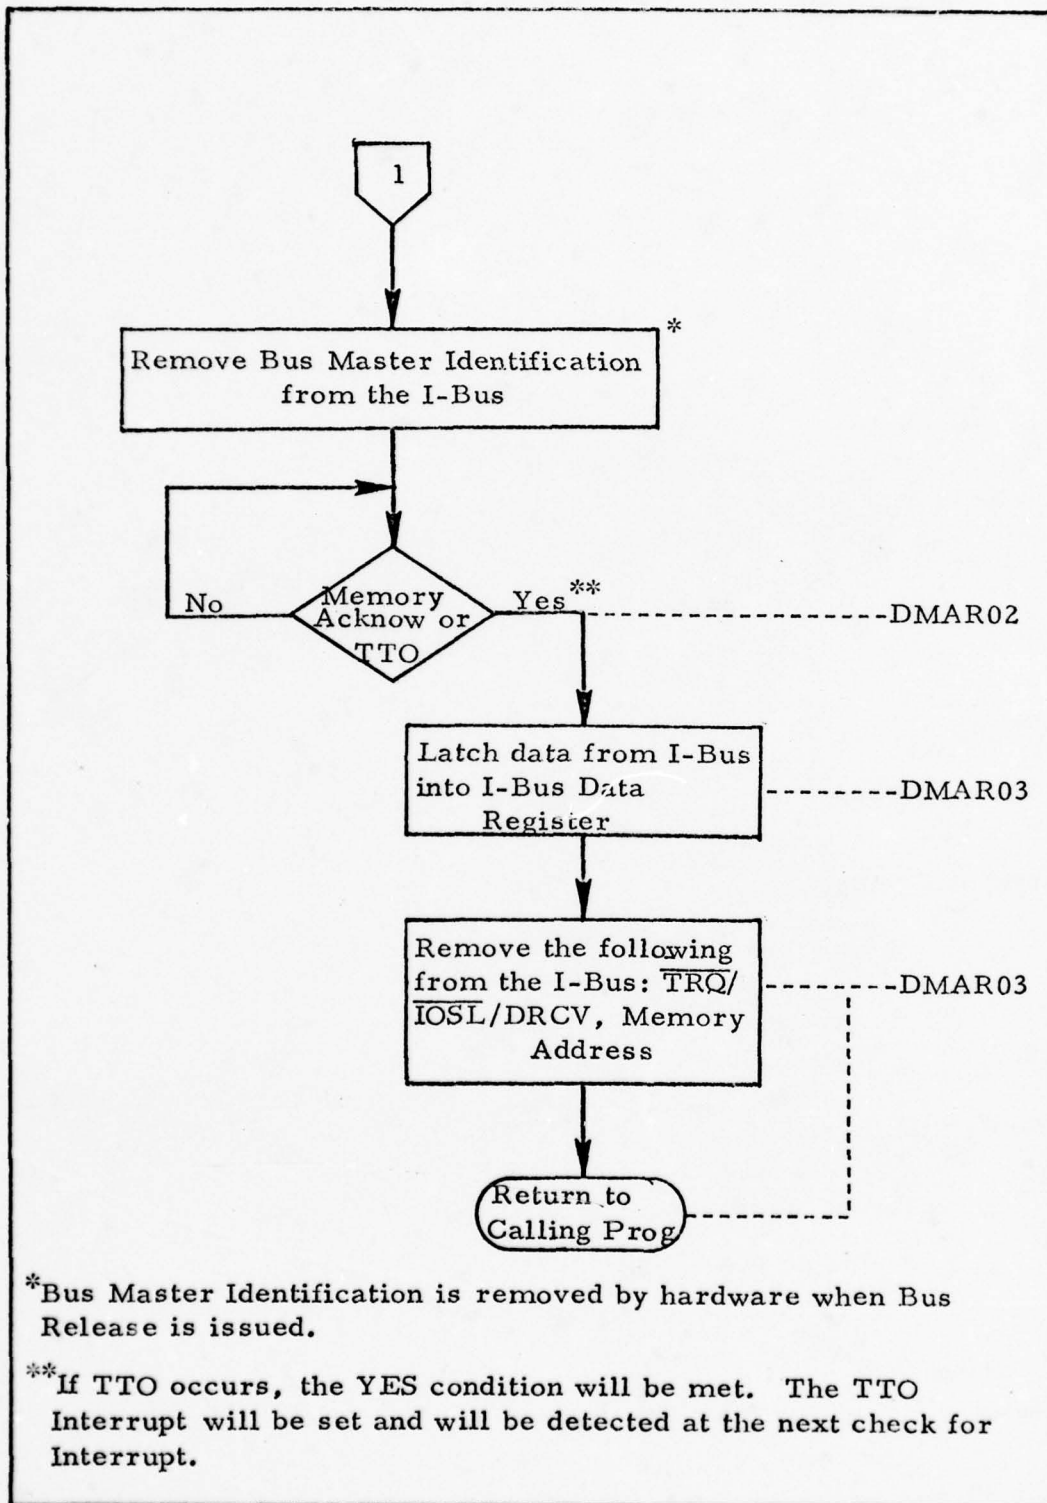 1
Remove Bus Master Identification *
from the I-Bus
No
Memory
Acknow or
TTO
Yes**
DMAR02
Latch data from I-Bus
into I-Bus Data
Register
DMAR03
Remove the following
from the I-Bus: T̅R̅Q̅/
I̅O̅S̅L̅/DRCV, Memory
Address
DMAR03
Return to
Calling Prog
*Bus Master Identification is removed by hardware when Bus
Release is issued.
**If TTO occurs, the YES condition will be met. The TTO
Interrupt will be set and will be detected at the next check for
Interrupt.